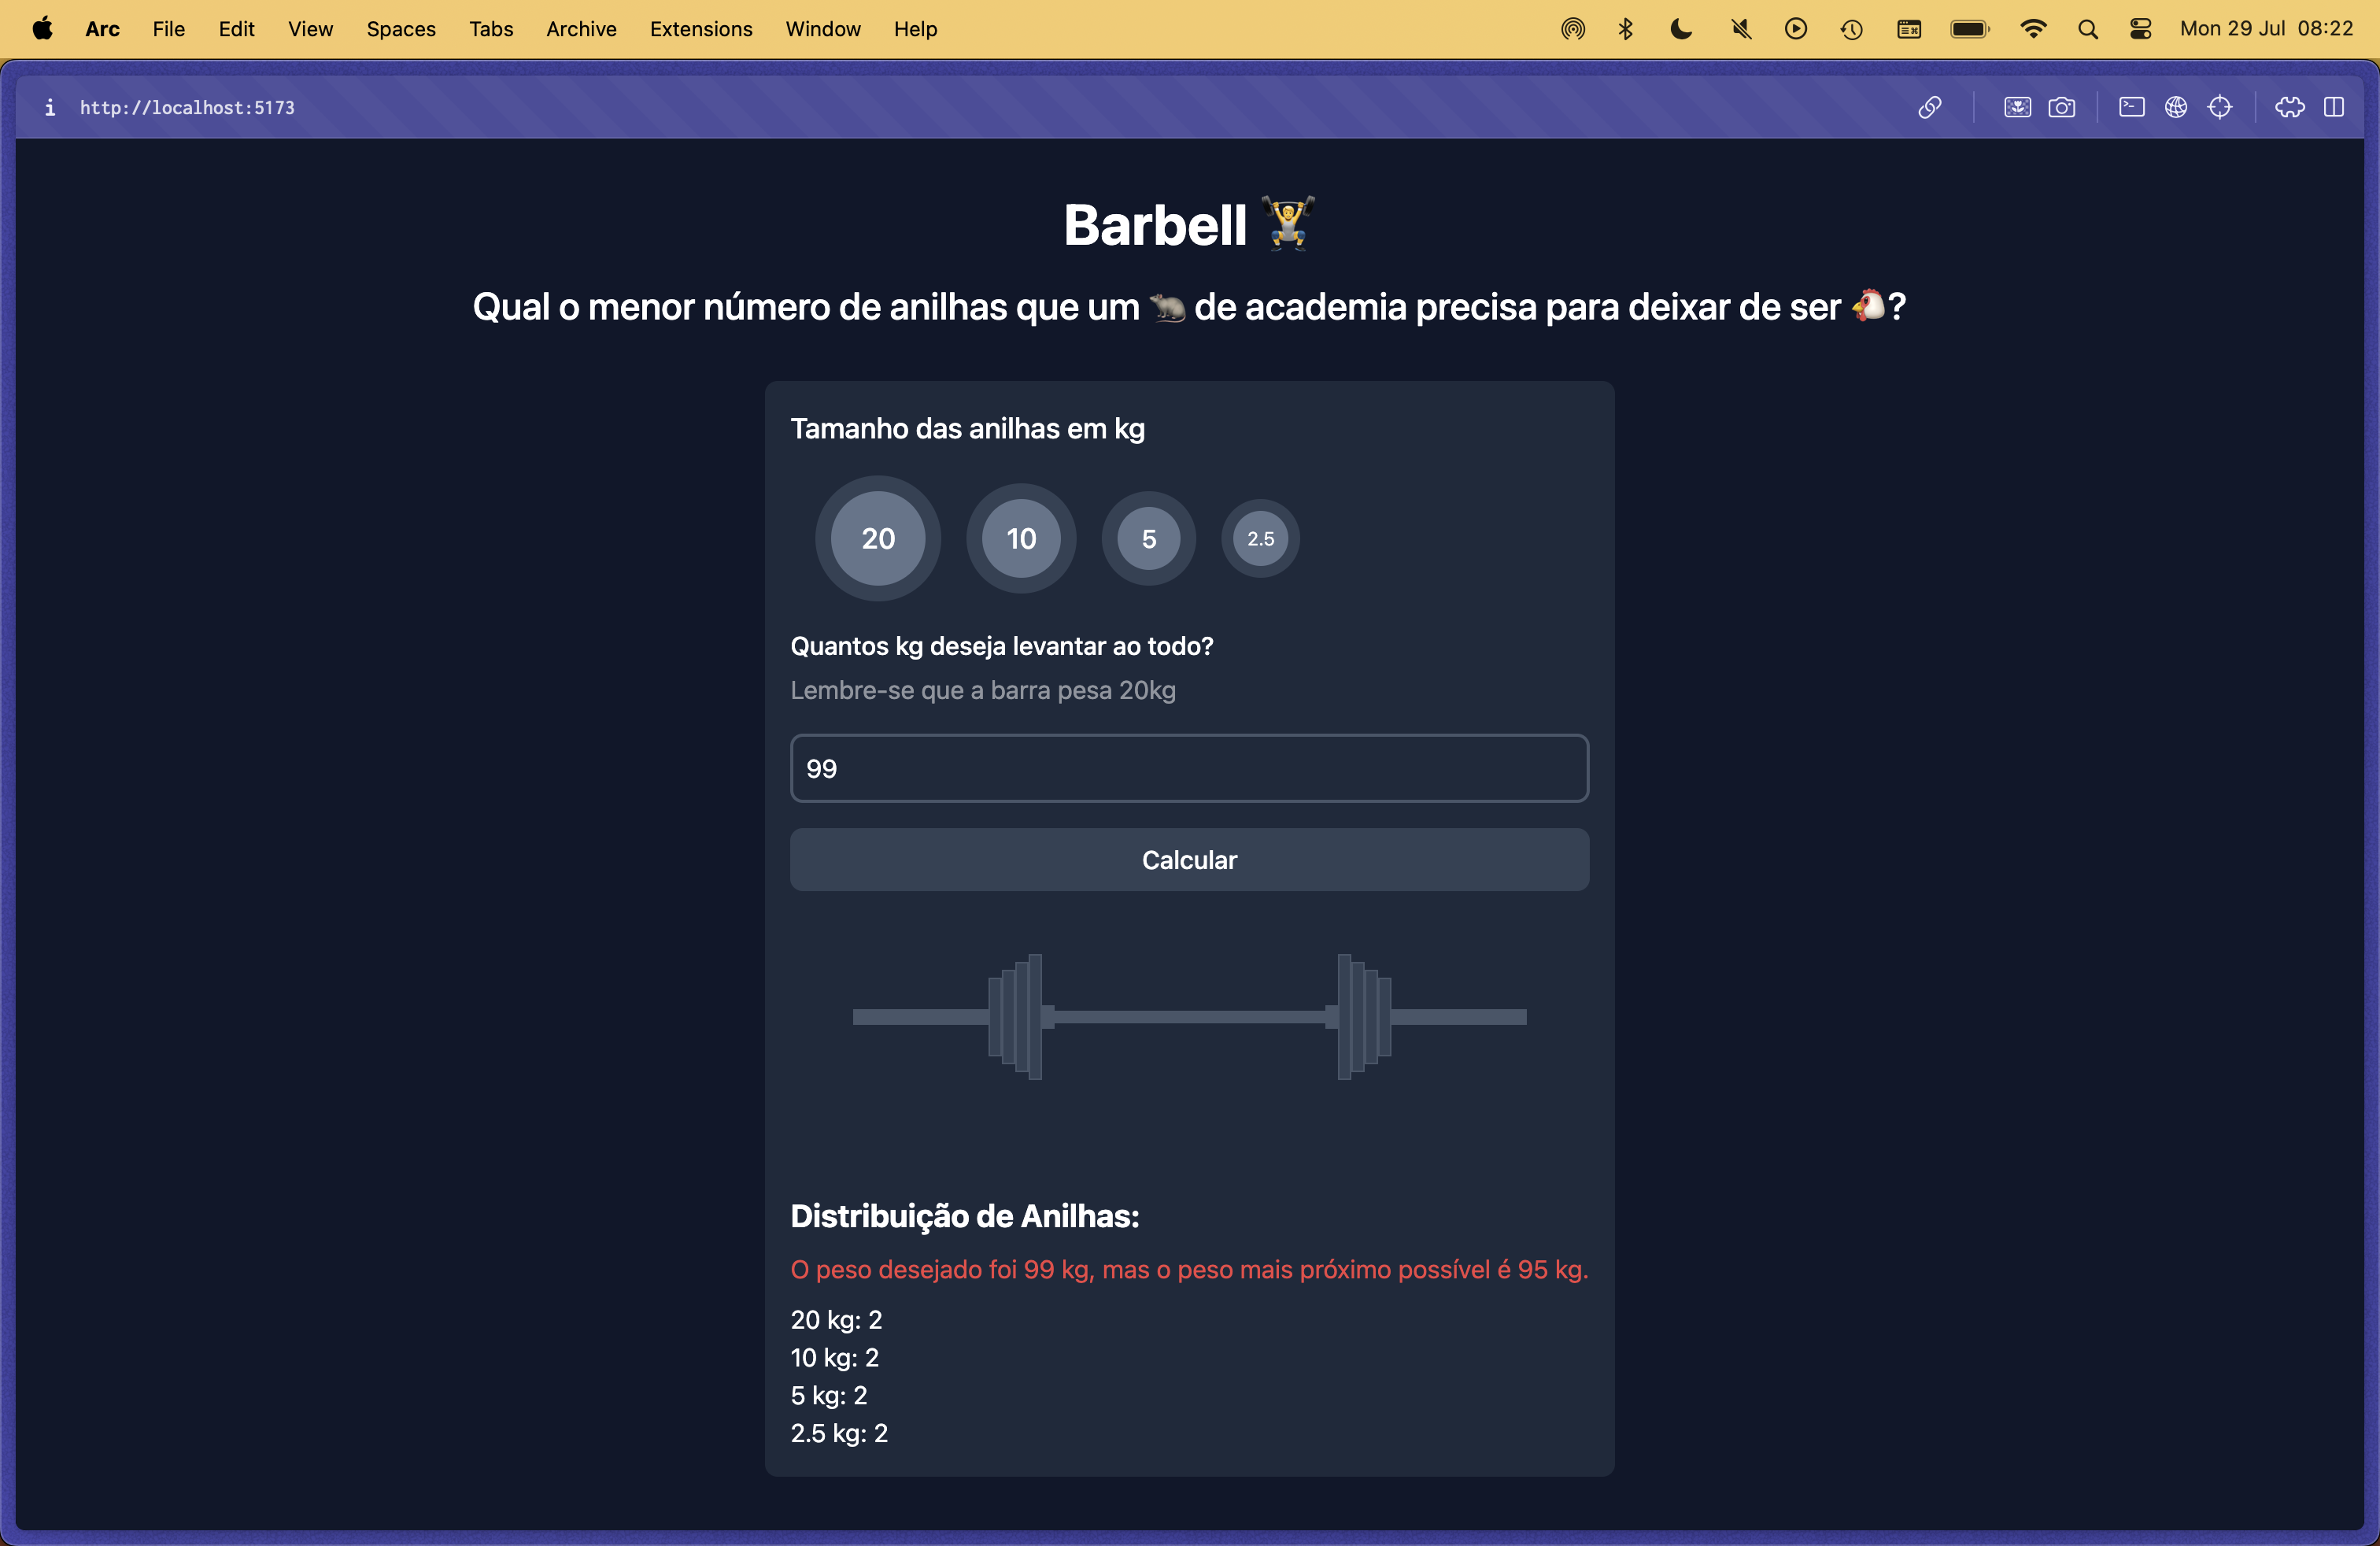 Arc File Edit View Spaces Tabs Archive Extensions Window Help Mon 29 Jul 08:22
http://localhost:5173
Barbell 🏋️
Qual o menor número de anilhas que um 🐀 de academia precisa para deixar de ser 🐔?
Tamanho das anilhas em kg
20 10 5 2.5
Quantos kg deseja levantar ao todo?
Lembre-se que a barra pesa 20kg
99
Calcular
Distribuição de Anilhas:
O peso desejado foi 99 kg, mas o peso mais próximo possível é 95 kg.
20 kg: 2
10 kg: 2
5 kg: 2
2.5 kg: 2